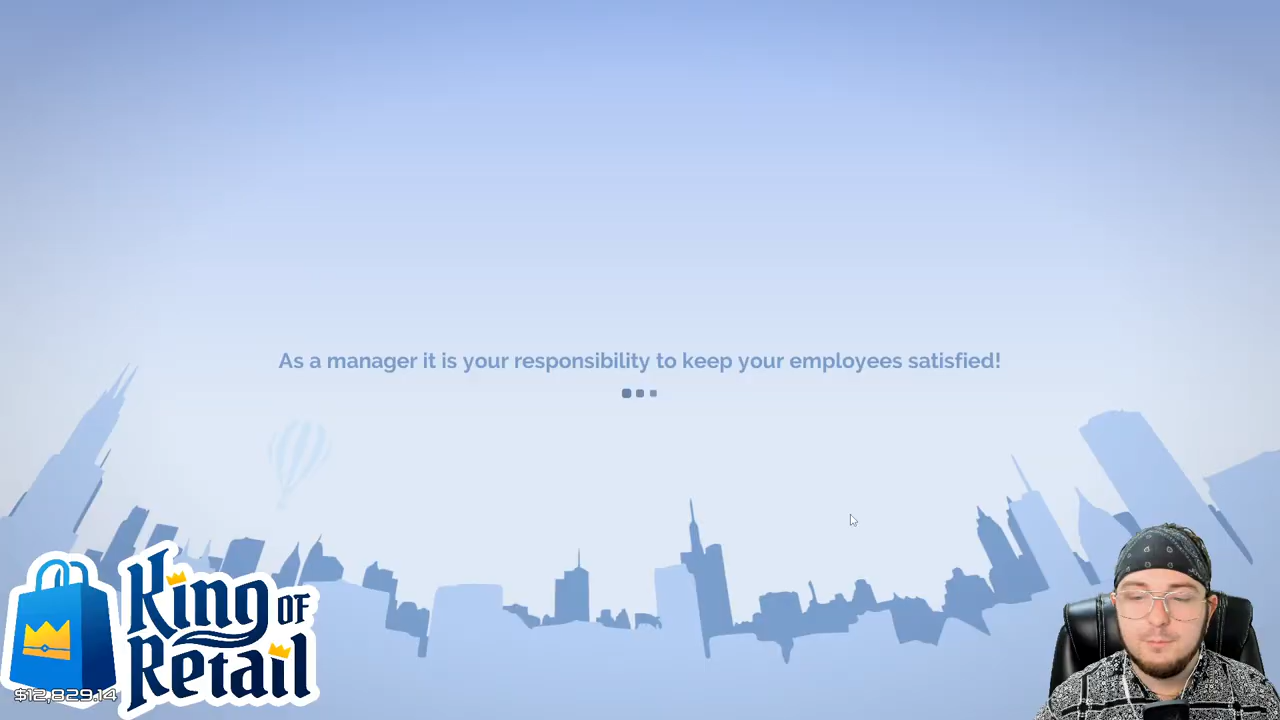 As a manager it is your responsibility to keep your employees satisfied!
King OF
Retail
$12,829.14